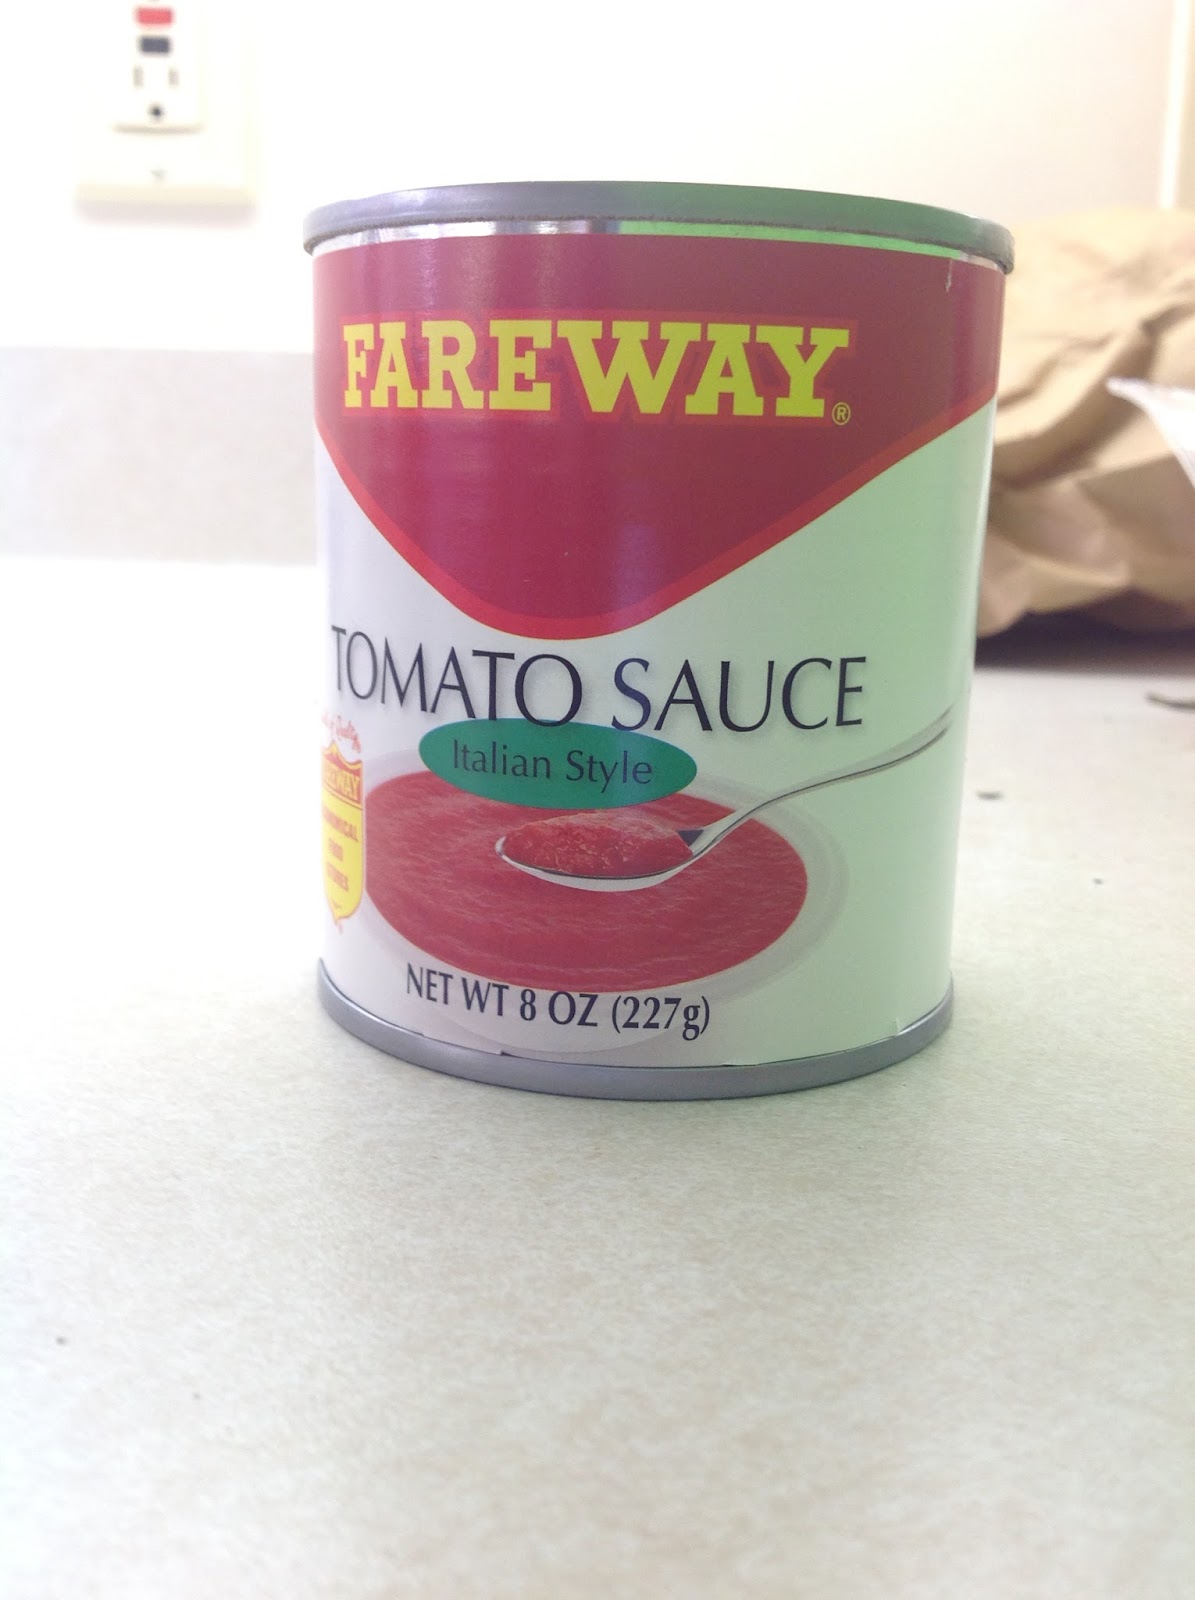 FAREWAY®
TOMATO SAUCE
Italian Style
NET WT 8 OZ (227g)